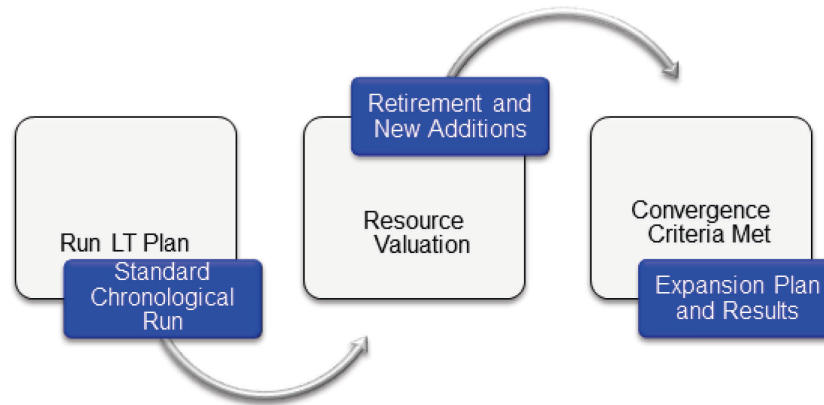 Run LT Plan
Standard
Chronological
Run
Retirement and
New Additions
Resource
Valuation
Convergence
Criteria Met
Expansion Plan
and Results